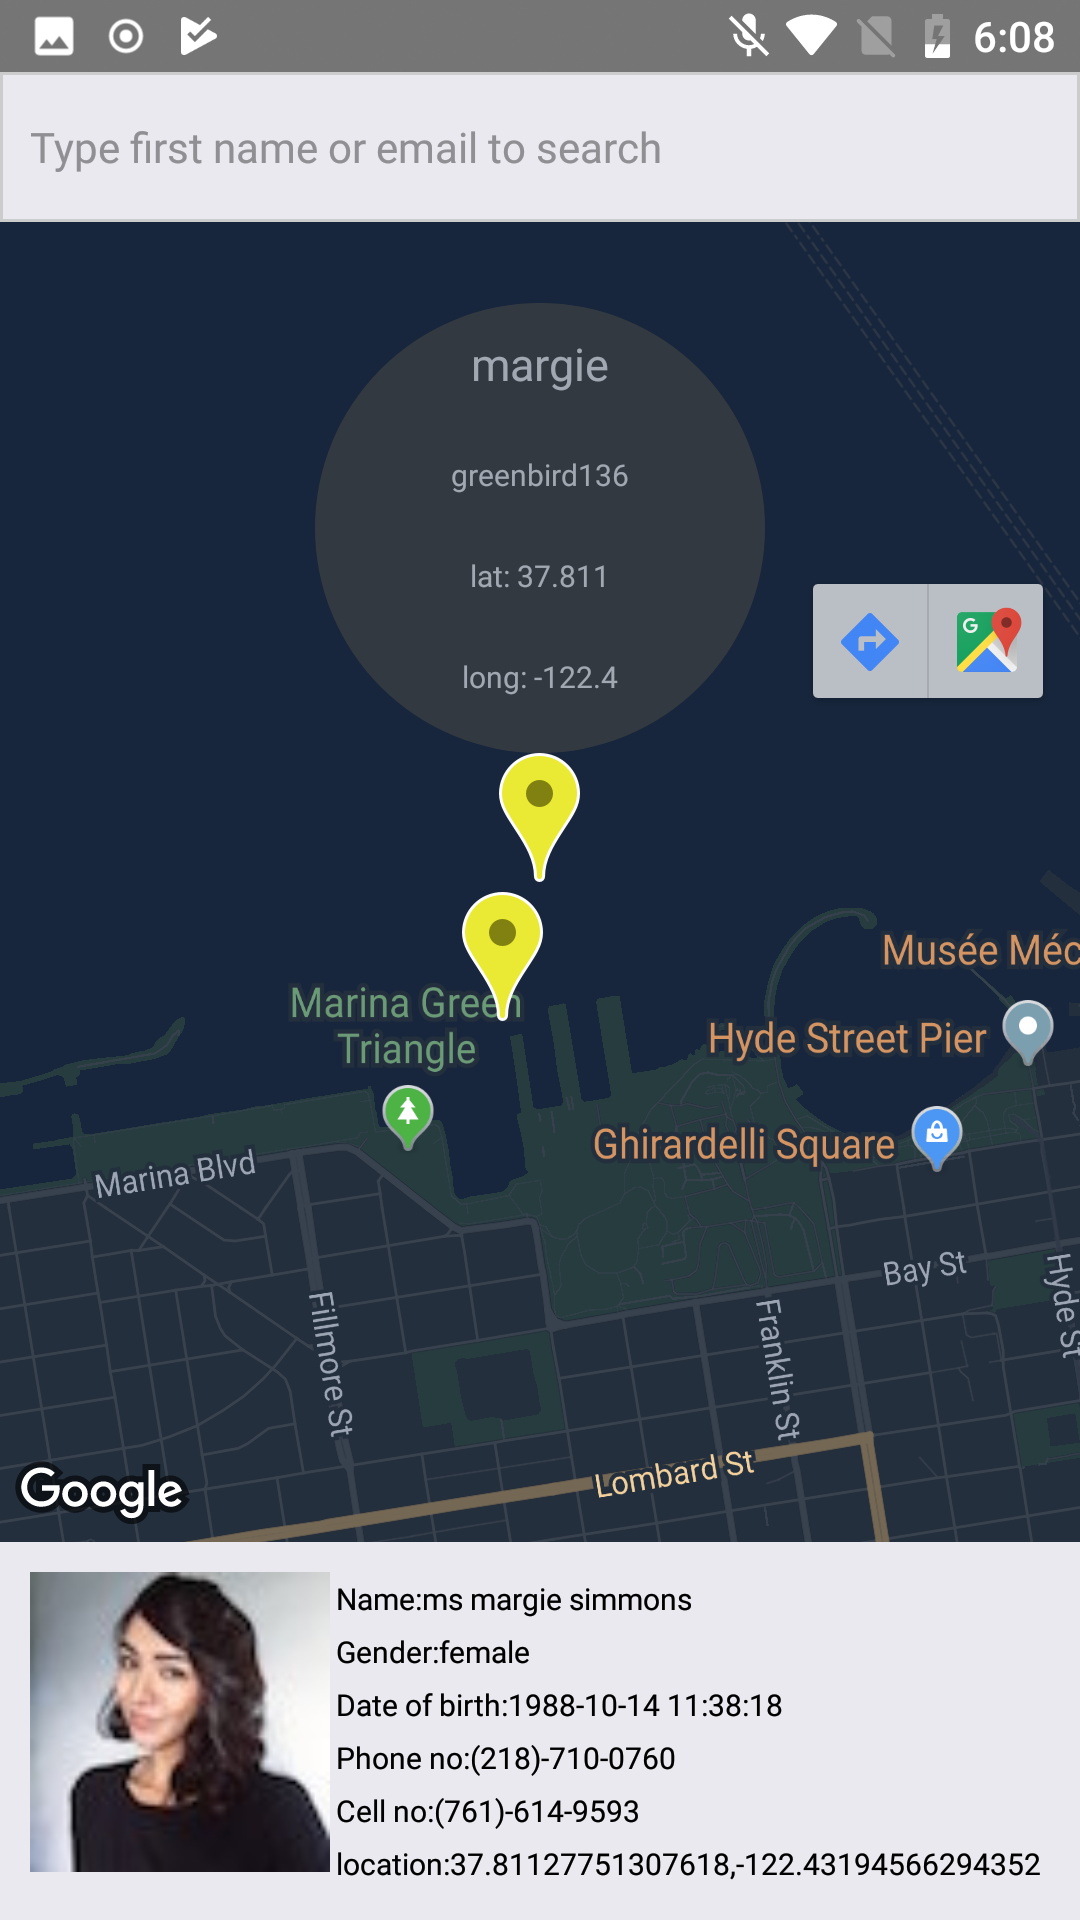 6:08
Type first name or email to search
margie
greenbird136
lat: 37.811
long: -122.4
G
Musée Méc
Marina Green
Triangle
Hyde Street Pier
Ghirardelli Square
Marina Blvd
Bay St
Hyde St
Fillmore St
Franklin St
Lombard St
Google
Name:ms margie simmons
Gender:female
Date of birth:1988-10-14 11:38:18
Phone no:(218)-710-0760
Cell no:(761)-614-9593
location:37.81127751307618,-122.43194566294352